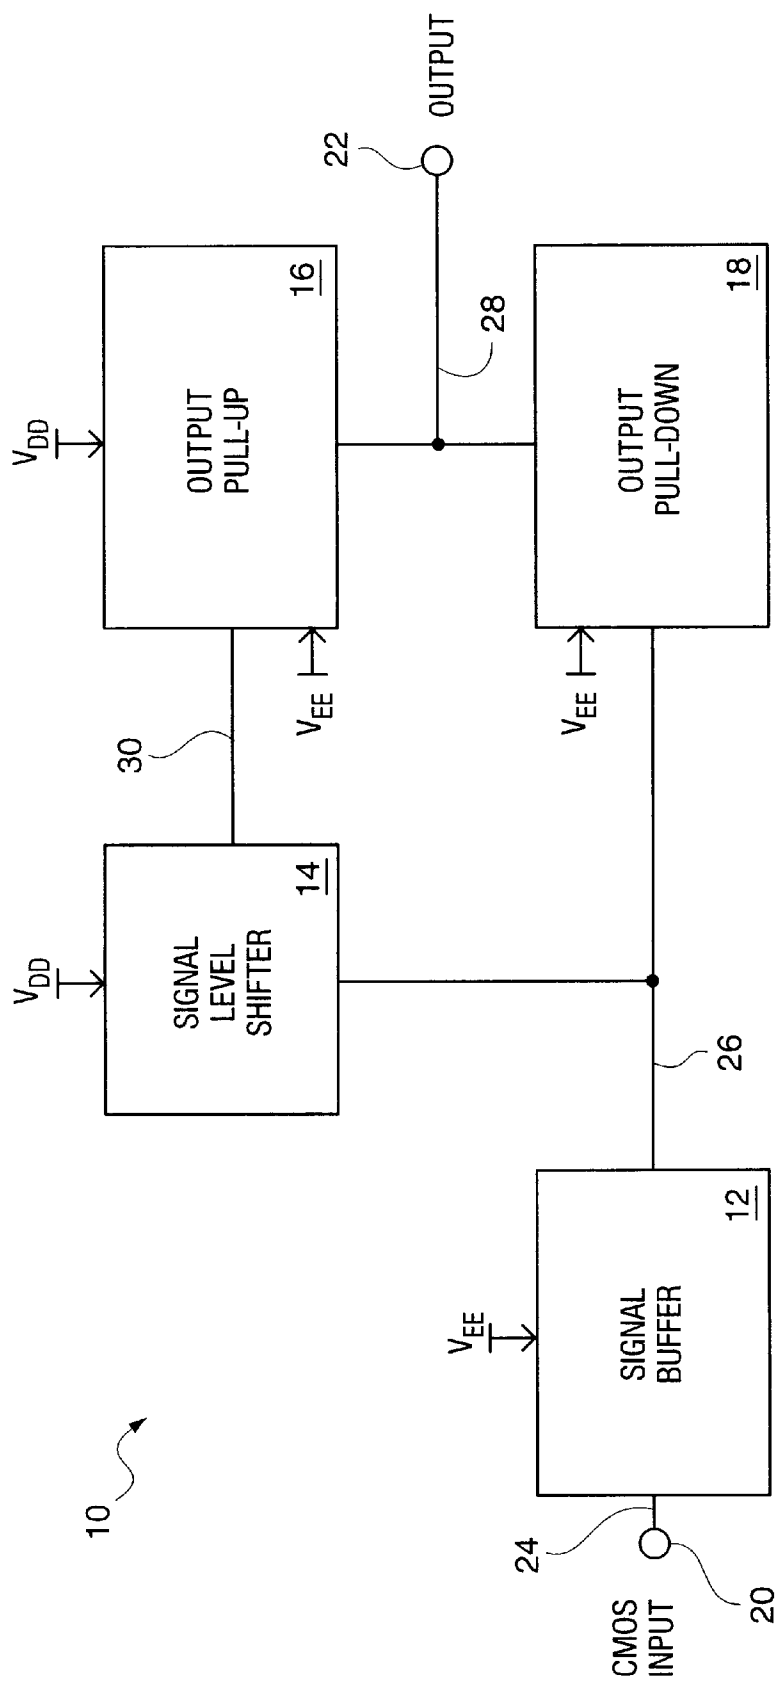 10
V_DD
V_DD
SIGNAL
LEVEL
SHIFTER
14
30
OUTPUT
PULL-UP
16
V_EE
22
OUTPUT
28
V_EE
CMOS
INPUT
20
24
SIGNAL
BUFFER
12
26
V_EE
OUTPUT
PULL-DOWN
18